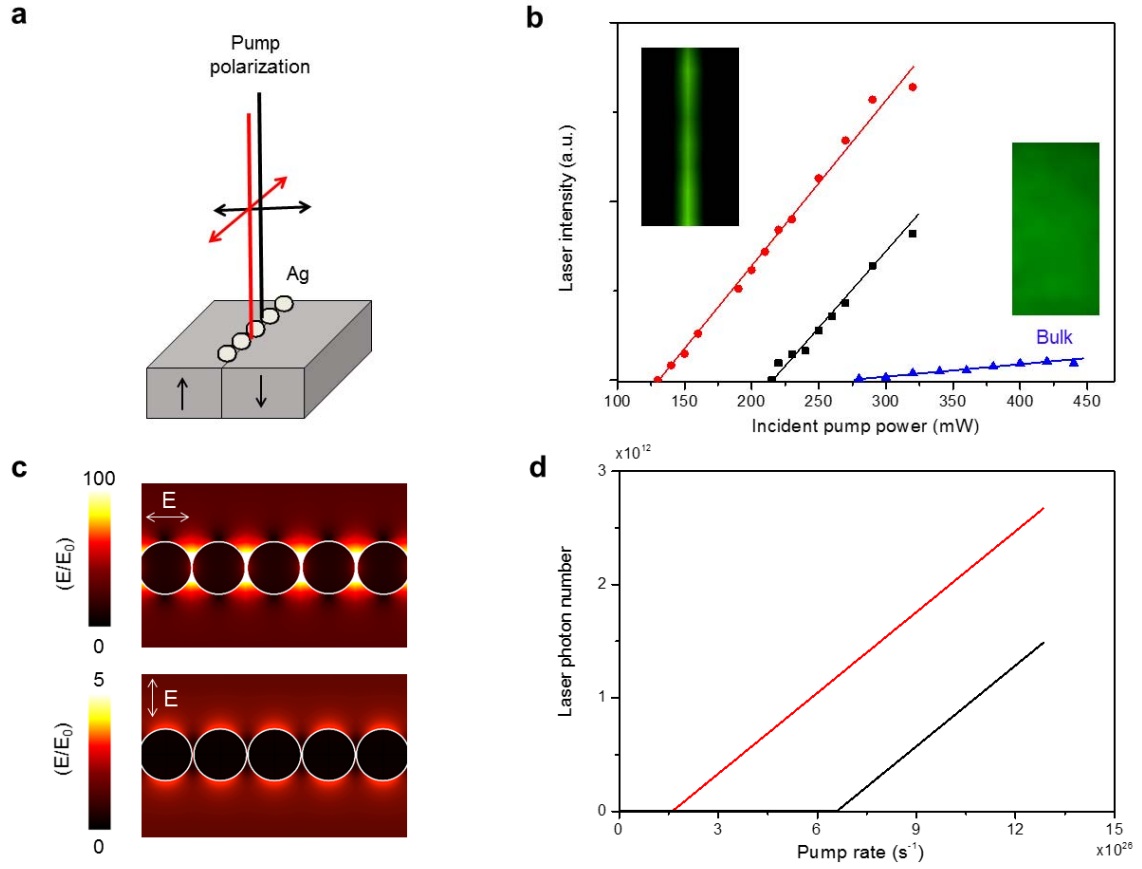 a
Pump
polarization
Ag
b
Laser intensity (a.u.)
Bulk
100
150
200
250
300
350
400
450
Incident pump power (mW)
c
100
(E/E₀)
0
E
5
(E/E₀)
0
E
d
x10¹²
3
2
1
0
Laser photon number
0
3
6
9
12
15
Pump rate (s⁻¹)
x10²⁶